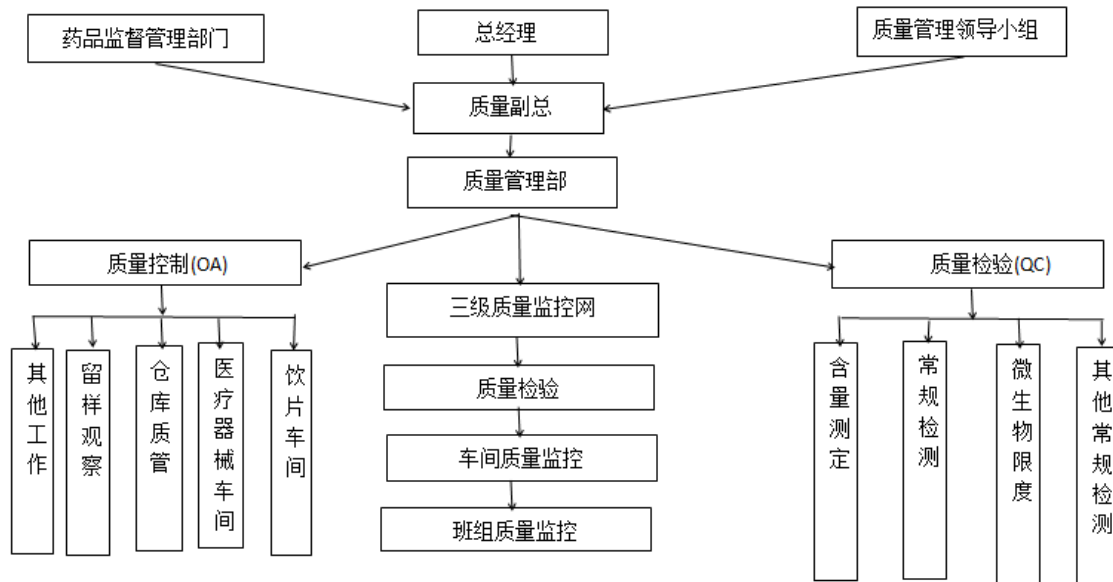 药品监督管理部门
总经理
质量管理领导小组
质量副总
质量管理部
质量控制(OA)
三级质量监控网
质量检验(QC)
其他工作
留样观察
仓库质管
医疗器械车间
饮片车间
质量检验
车间质量监控
班组质量监控
含量测定
常规检测
微生物限度
其他常规检测